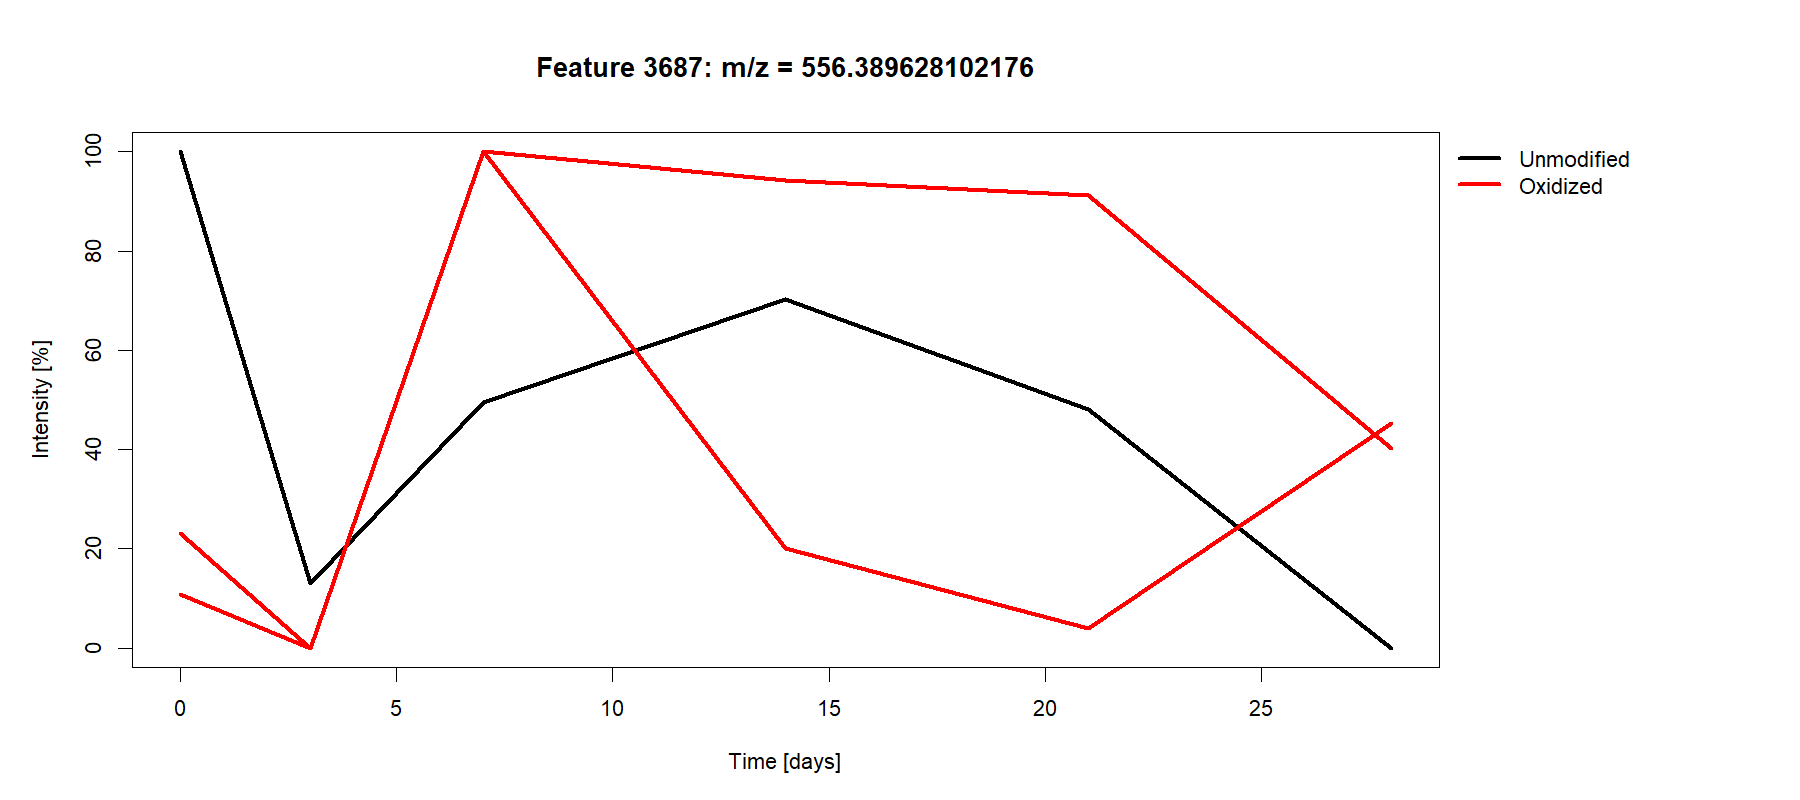 Feature 3687: m/z = 556.389628102176
Unmodified
Oxidized
Intensity [%]
100
80
60
40
20
0
0 5 10 15 20 25
Time [days]